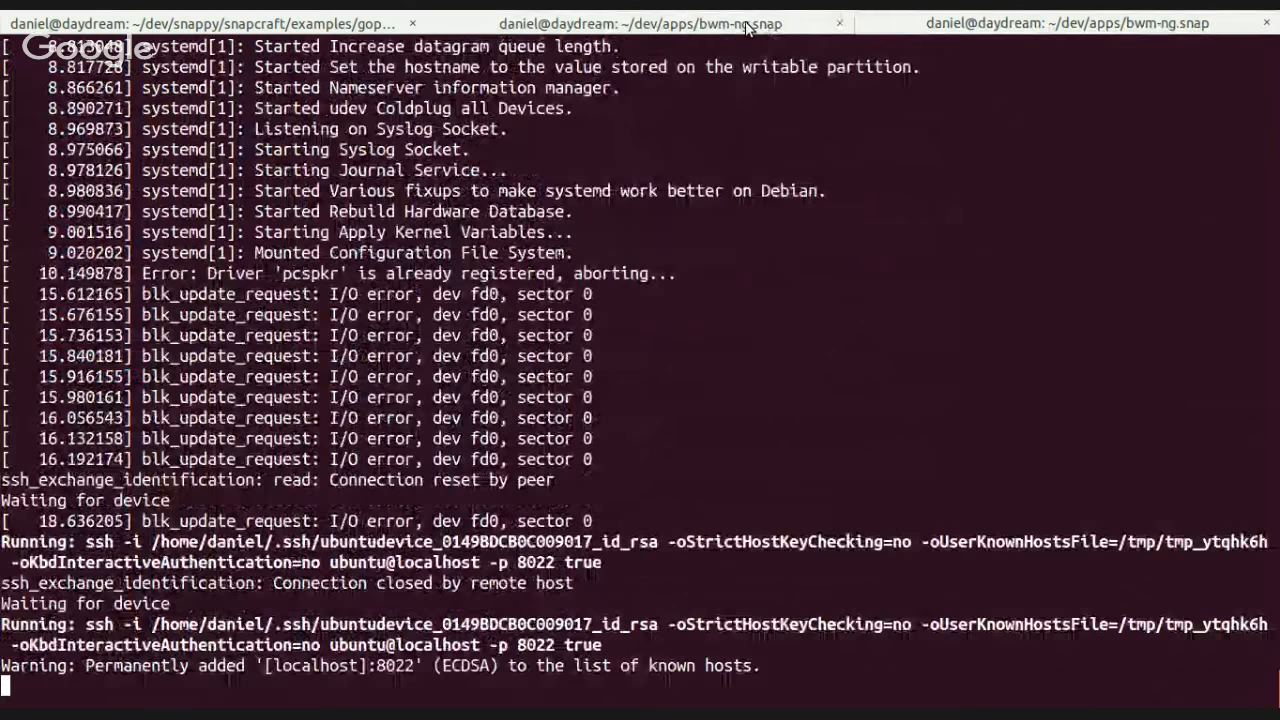 daniel@daydream: ~/dev/snappy/snapcraft/examples/gop... × daniel@daydream: ~/dev/apps/bwm-ng.snap × daniel@daydream: ~/dev/apps/bwm-ng.snap ×
Google
[ 8.813048] systemd[1]: Started Increase datagram queue length.
[ 8.817728] systemd[1]: Started Set the hostname to the value stored on the writable partition.
[ 8.866261] systemd[1]: Started Nameserver information manager.
[ 8.890271] systemd[1]: Started udev Coldplug all Devices.
[ 8.969873] systemd[1]: Listening on Syslog Socket.
[ 8.975066] systemd[1]: Starting Syslog Socket.
[ 8.978126] systemd[1]: Starting Journal Service...
[ 8.980836] systemd[1]: Started Various fixups to make systemd work better on Debian.
[ 8.990417] systemd[1]: Started Rebuild Hardware Database.
[ 9.001516] systemd[1]: Starting Apply Kernel Variables...
[ 9.020202] systemd[1]: Mounted Configuration File System.
[ 10.149878] Error: Driver 'pcspkr' is already registered, aborting...
[ 15.612165] blk_update_request: I/O error, dev fd0, sector 0
[ 15.676155] blk_update_request: I/O error, dev fd0, sector 0
[ 15.736153] blk_update_request: I/O error, dev fd0, sector 0
[ 15.840181] blk_update_request: I/O error, dev fd0, sector 0
[ 15.916155] blk_update_request: I/O error, dev fd0, sector 0
[ 15.980161] blk_update_request: I/O error, dev fd0, sector 0
[ 16.056543] blk_update_request: I/O error, dev fd0, sector 0
[ 16.132158] blk_update_request: I/O error, dev fd0, sector 0
[ 16.192174] blk_update_request: I/O error, dev fd0, sector 0
ssh_exchange_identification: read: Connection reset by peer
Waiting for device
[ 18.636205] blk_update_request: I/O error, dev fd0, sector 0
Running: ssh -i /home/daniel/.ssh/ubuntudevice_0149BDCB0C009017_id_rsa -oStrictHostKeyChecking=no -oUserKnownHostsFile=/tmp/tmp_ytqhk6h
-oKbdInteractiveAuthentication=no ubuntu@localhost -p 8022 true
ssh_exchange_identification: Connection closed by remote host
Waiting for device
Running: ssh -i /home/daniel/.ssh/ubuntudevice_0149BDCB0C009017_id_rsa -oStrictHostKeyChecking=no -oUserKnownHostsFile=/tmp/tmp_ytqhk6h
-oKbdInteractiveAuthentication=no ubuntu@localhost -p 8022 true
Warning: Permanently added '[localhost]:8022' (ECDSA) to the list of known hosts.